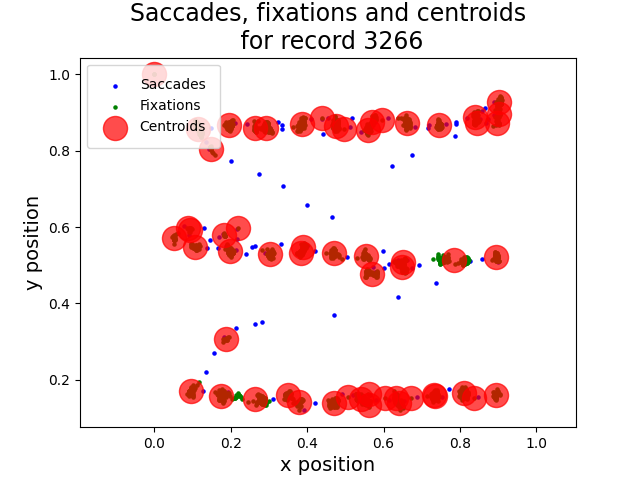 Saccades, fixations and centroids
for record 3266
Saccades
Fixations
Centroids
1.0
0.8
0.6
0.4
0.2
y position
0.0 0.2 0.4 0.6 0.8 1.0
x position